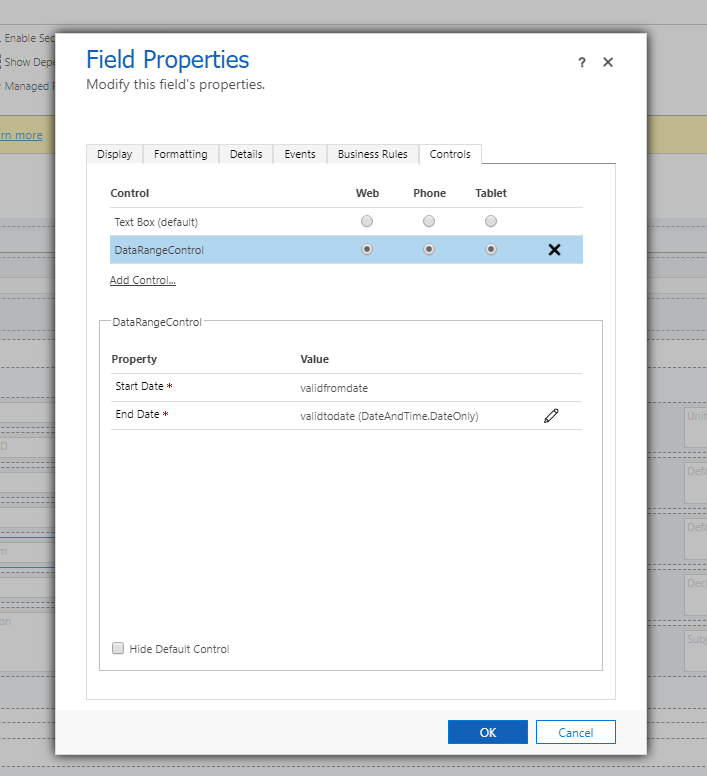 Enable Sec
Show Depe
Managed P
rn more
Field Properties
?
Modify this field's properties.
Display Formatting Details Events Business Rules Controls
Control Web Phone Tablet
Text Box (default)
DataRangeControl
Add Control...
DataRangeControl
Property Value
Start Date * validfromdate
End Date * validtodate (DateAndTime.DateOnly)
Unit
D
Defa
Defa
m
Deci
on
Subj
Hide Default Control
OK Cancel